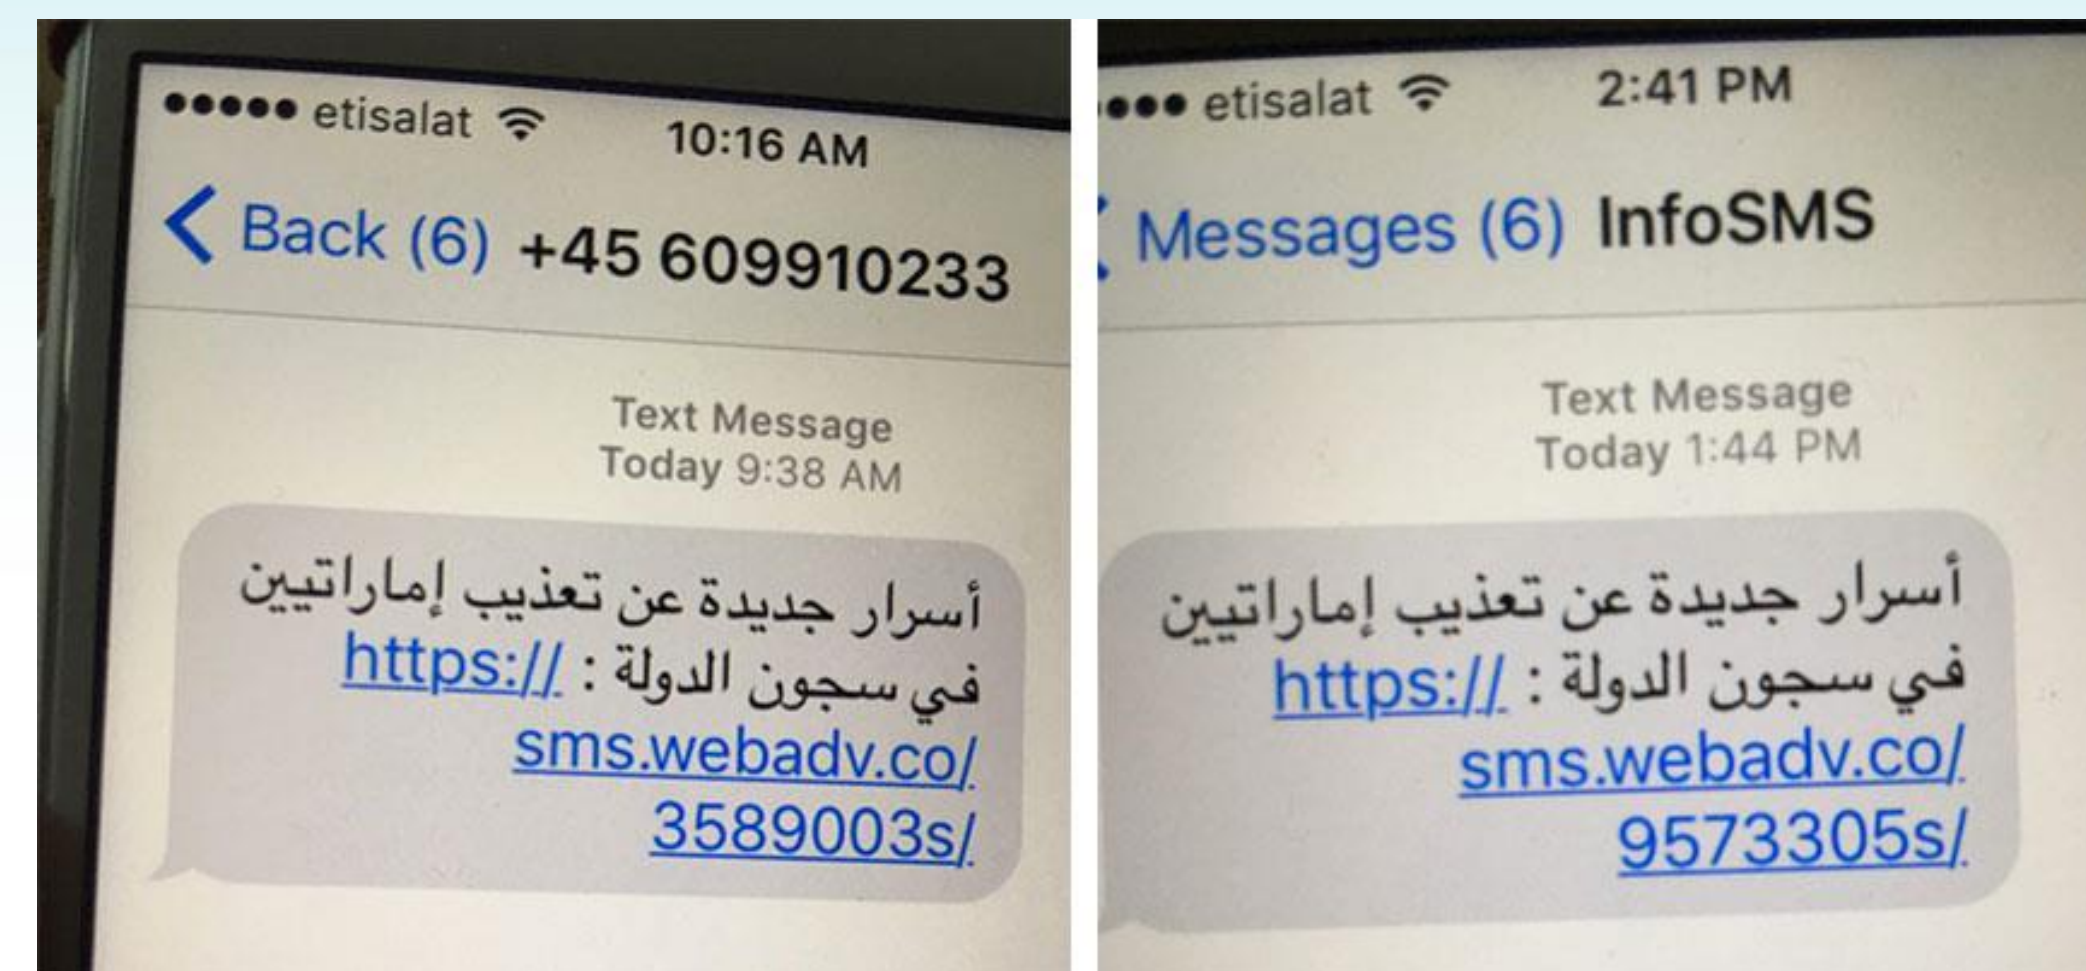 etisalat 10:16 AM
Back (6) +45 609910233
Text Message
Today 9:38 AM
أسرار جديدة عن تعذيب إماراتيين
في سجون الدولة : https://
sms.webadv.co/
3589003s/
etisalat 2:41 PM
Messages (6) InfoSMS
Text Message
Today 1:44 PM
أسرار جديدة عن تعذيب إماراتيين
في سجون الدولة : https://
sms.webadv.co/
9573305s/